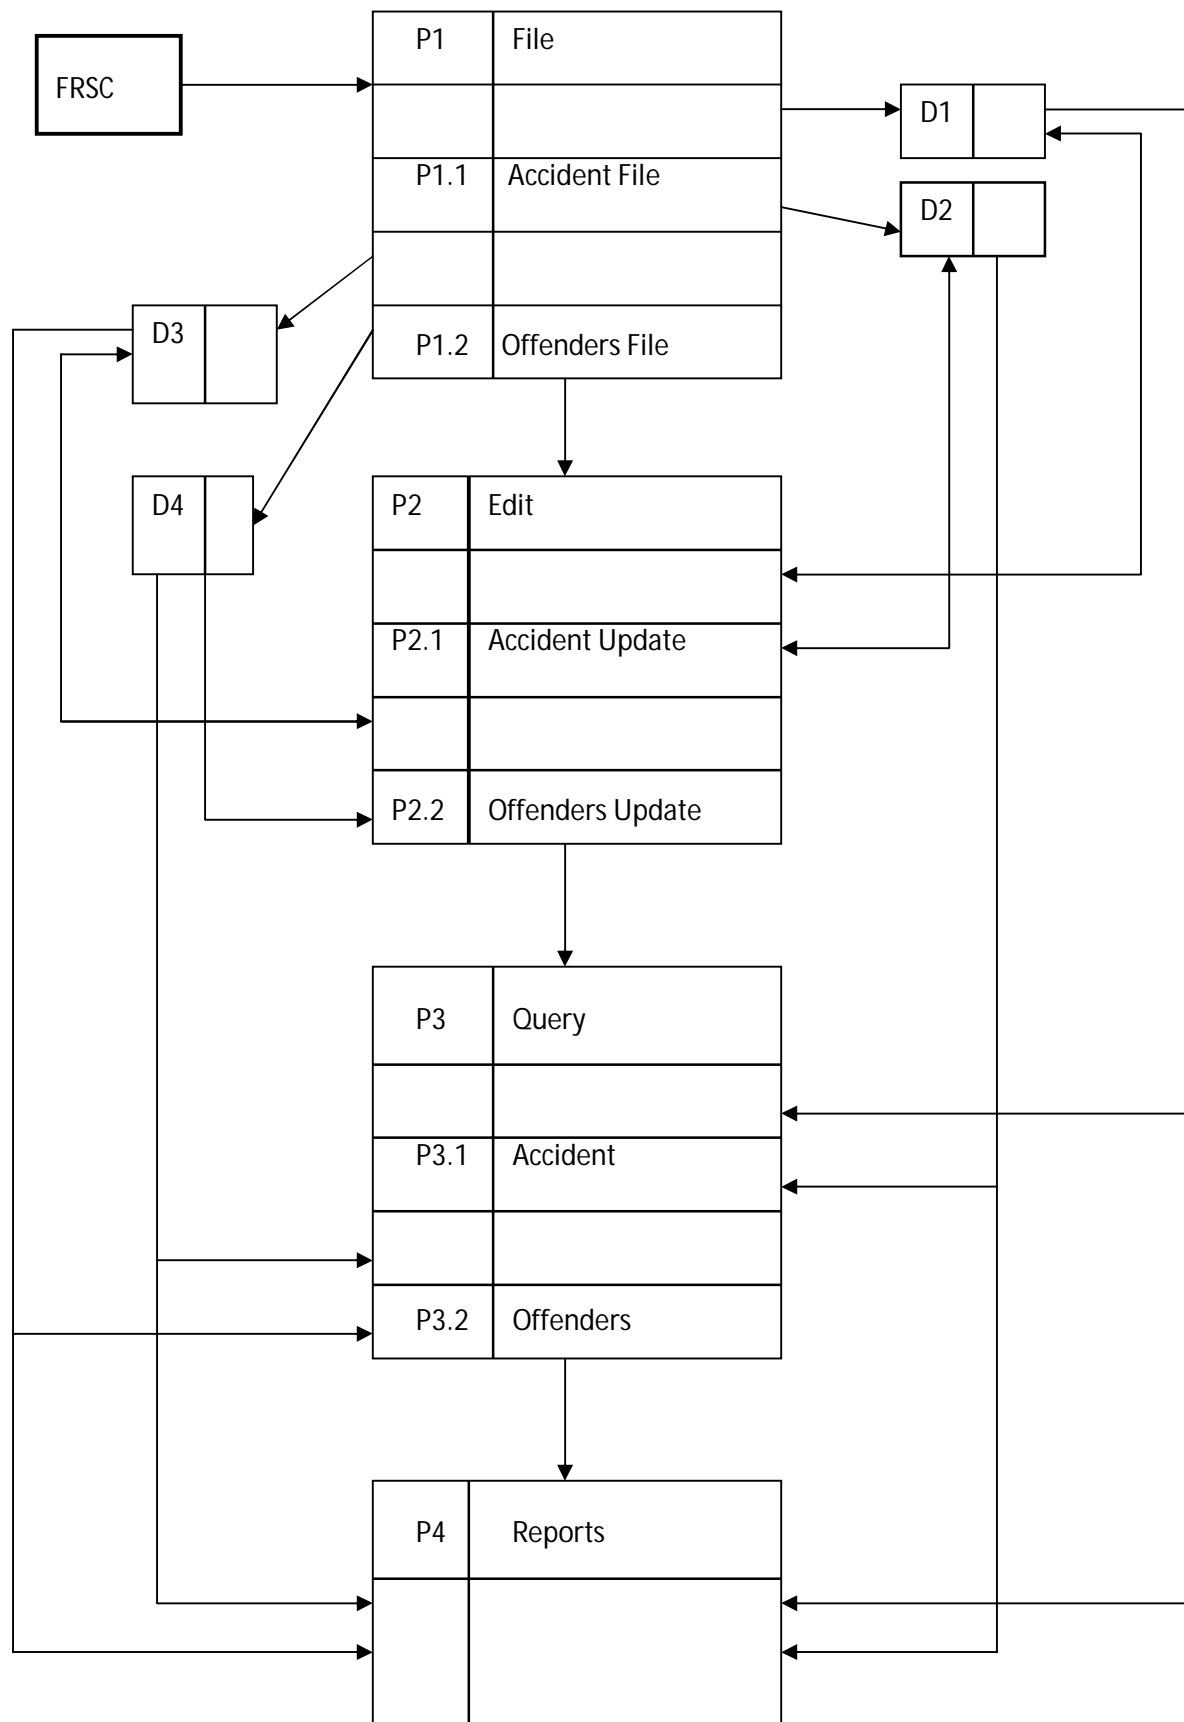 P1 File
FRSC
D1
P1.1 Accident File
D2
D3
P1.2 Offenders File
D4
P2 Edit
P2.1 Accident Update
P2.2 Offenders Update
P3 Query
P3.1 Accident
P3.2 Offenders
P4 Reports